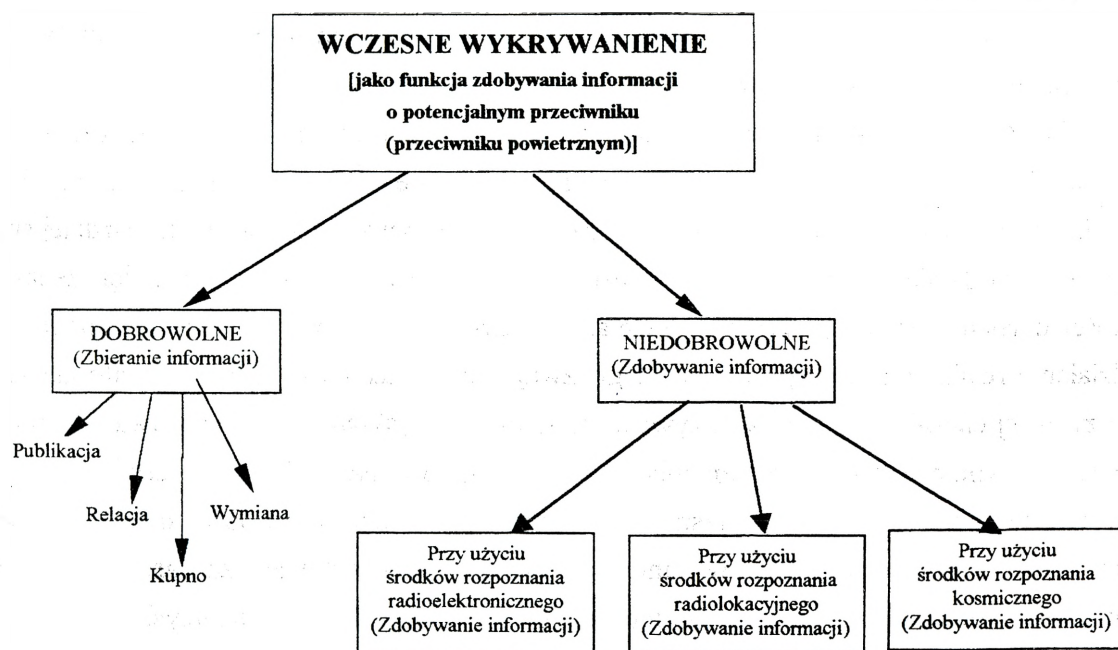 WCZESNE WYKRYWANIENIE
[jako funkcja zdobywania informacji
o potencjalnym przeciwniku
(przeciwniku powietrznym)]
DOBROWOLNE
(Zbieranie informacji)
NIEDOBROWOLNE
(Zdobywanie informacji)
Publikacja
Relacja
Wymiana
Kupno
Przy użyciu
środków rozpoznania
radioelektronicznego
(Zdobywanie informacji)
Przy użyciu
środków rozpoznania
radiolokacyjnego
(Zdobywanie informacji)
Przy użyciu
środków rozpoznania
kosmicznego
(Zdobywanie informacji)